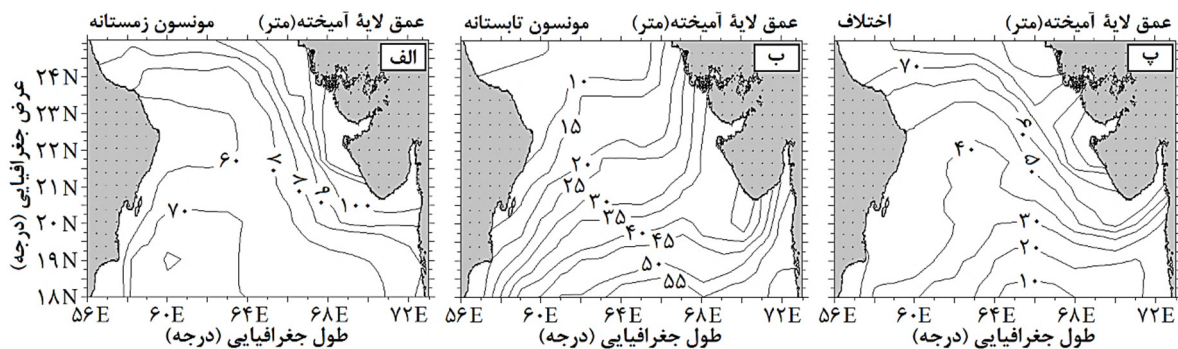 عمق لایهٔ آمیخته(متر) مونسون زمستانه
الف
۲۴N
۲۳N
۲۲N
۲۱N
۲۰N
۱۹N
۱۸N
عرض جغرافیایی (درجه)
۶۰
۷۰
۸۰
۷۰
۹۰
۱۰۰
۵۶E ۶۰E ۶۴E ۶۸E ۷۲E
طول جغرافیایی (درجه)
عمق لایهٔ آمیخته(متر) مونسون تابستانه
ب
۱۰
۱۵
۲۰
۲۵
۳۰
۳۵
۴۰
۴۵
۵۰
۵۵
۵۶E ۶۰E ۶۴E ۶۸E ۷۲E
طول جغرافیایی (درجه)
عمق لایهٔ آمیخته(متر) اختلاف
پ
۷۰
۶۰
۵۰
۴۰
۳۰
۲۰
۱۰
۵۶E ۶۰E ۶۴E ۶۸E ۷۲E
طول جغرافیایی (درجه)